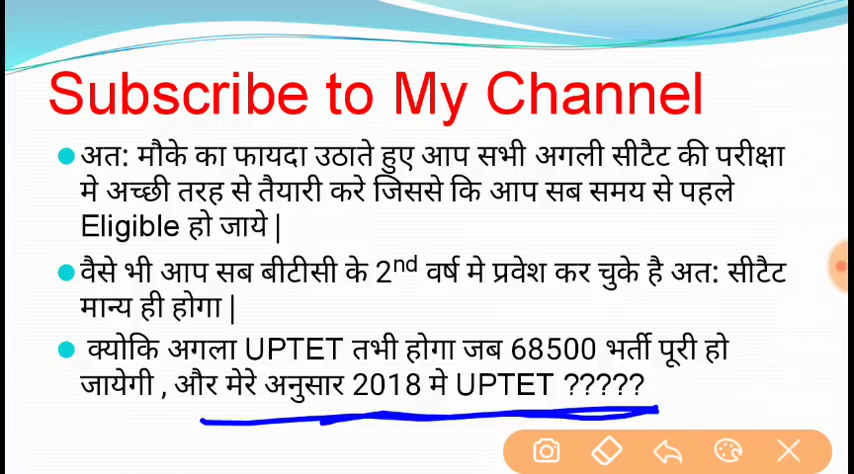 Subscribe to My Channel
अत: मौके का फायदा उठाते हुए आप सभी अगली सीटैट की परीक्षा
मे अच्छी तरह से तैयारी करे जिससे कि आप सब समय से पहले
Eligible हो जाये |
वैसे भी आप सब बीटीसी के 2nd वर्ष मे प्रवेश कर चुके है अत: सीटैट
मान्य ही होगा |
क्योकि अगला UPTET तभी होगा जब 68500 भर्ती पूरी हो
जायेगी , और मेरे अनुसार 2018 मे UPTET ?????